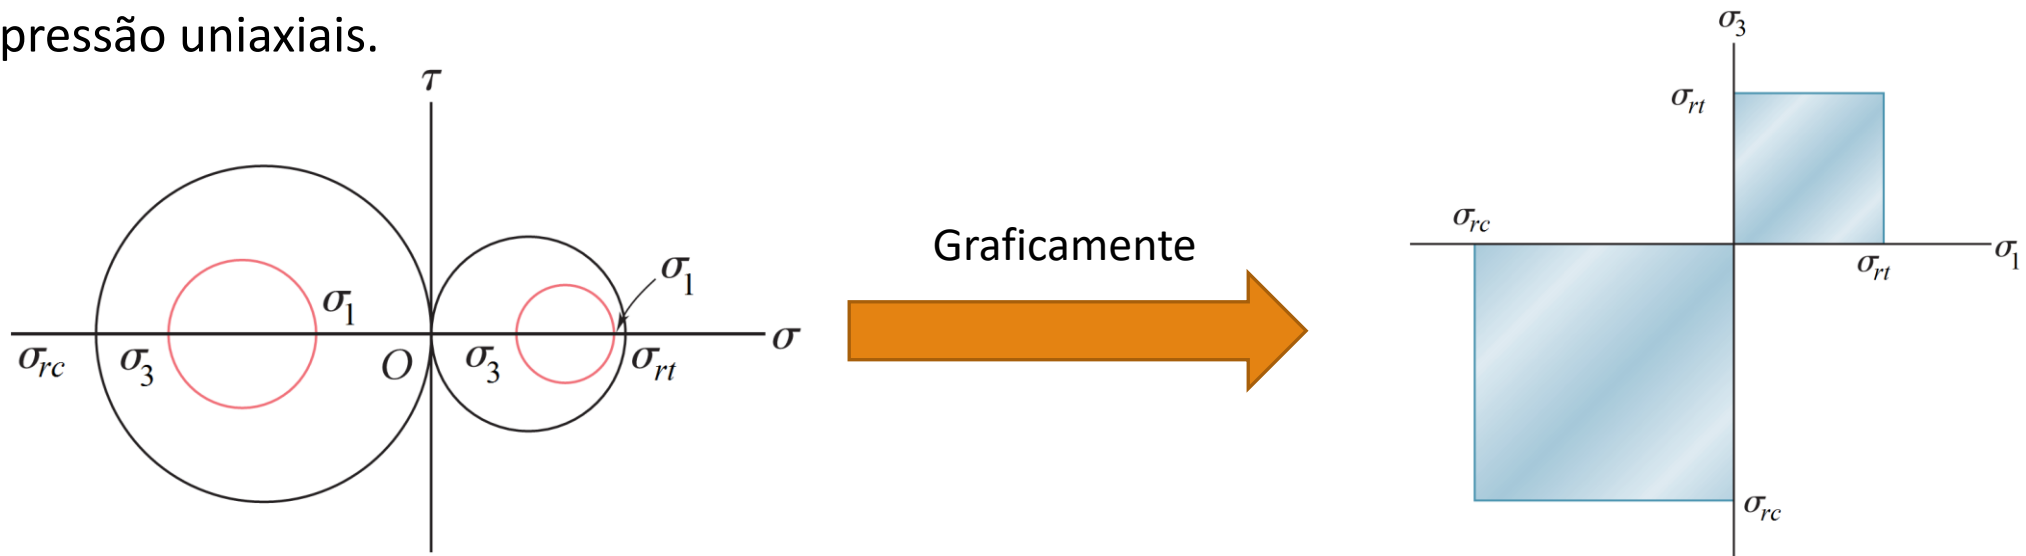 pressão uniaxiais.
τ
σ₁
σ₁
σ
σrc
σ₃
O
σ₃
σrt
Graficamente
σ₃
σrt
σrc
σ₁
σrt
σrc